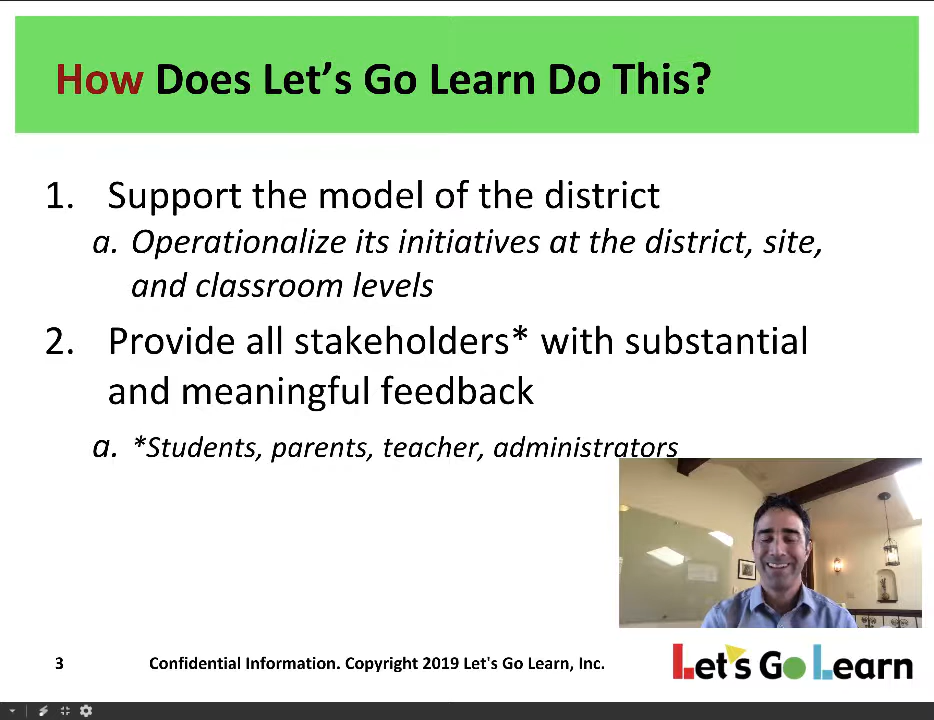 How Does Let's Go Learn Do This?
1. Support the model of the district
a. Operationalize its initiatives at the district, site,
and classroom levels
2. Provide all stakeholders* with substantial
and meaningful feedback
a. *Students, parents, teacher, administrators
3 Confidential Information. Copyright 2019 Let's Go Learn, Inc.
Let's Go Learn